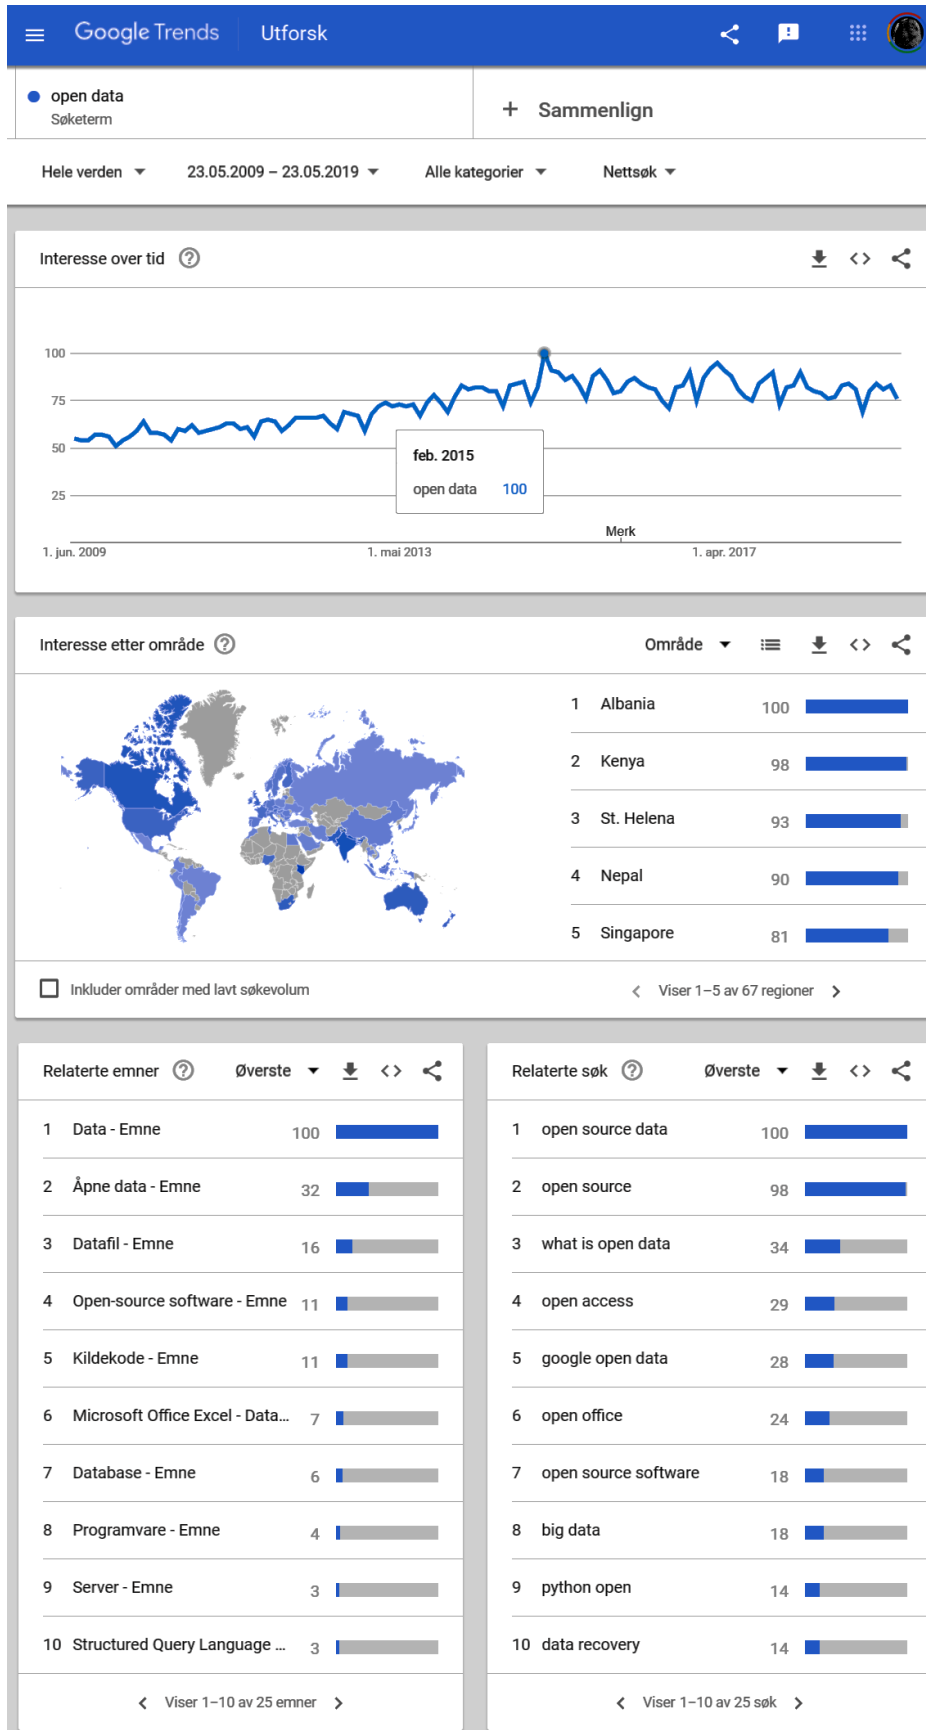 Google Trends Utforsk
open data
Søketerm
+ Sammenlign
Hele verden 23.05.2009 – 23.05.2019 Alle kategorier Nettsøk
Interesse over tid
100
75
50
25
feb. 2015
open data 100
Merk
1. jun. 2009 1. mai 2013 1. apr. 2017
Interesse etter område Område
1 Albania 100
2 Kenya 98
3 St. Helena 93
4 Nepal 90
5 Singapore 81
Inkluder områder med lavt søkevolum
Viser 1–5 av 67 regioner
Relaterte emner Øverste
1 Data - Emne 100
2 Åpne data - Emne 32
3 Datafil - Emne 16
4 Open-source software - Emne 11
5 Kildekode - Emne 11
6 Microsoft Office Excel - Data... 7
7 Database - Emne 6
8 Programvare - Emne 4
9 Server - Emne 3
10 Structured Query Language ... 3
Viser 1–10 av 25 emner
Relaterte søk Øverste
1 open source data 100
2 open source 98
3 what is open data 34
4 open access 29
5 google open data 28
6 open office 24
7 open source software 18
8 big data 18
9 python open 14
10 data recovery 14
Viser 1–10 av 25 søk